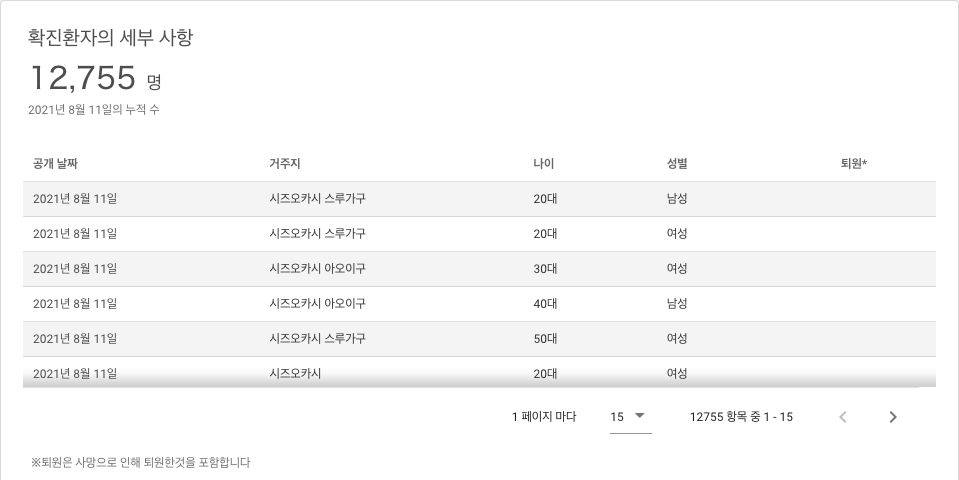 확진환자의 세부 사항
12,755 명
2021년 8월 11일의 누적 수
공개 날짜 거주지 나이 성별 퇴원*
2021년 8월 11일 시즈오카시 스루가구 20대 남성
2021년 8월 11일 시즈오카시 스루가구 20대 여성
2021년 8월 11일 시즈오카시 아오이구 30대 여성
2021년 8월 11일 시즈오카시 아오이구 40대 남성
2021년 8월 11일 시즈오카시 스루가구 50대 여성
2021년 8월 11일 시즈오카시 20대 여성
1 페이지 마다 15 12755 항목 중 1 - 15
※퇴원은 사망으로 인해 퇴원한것을 포함합니다